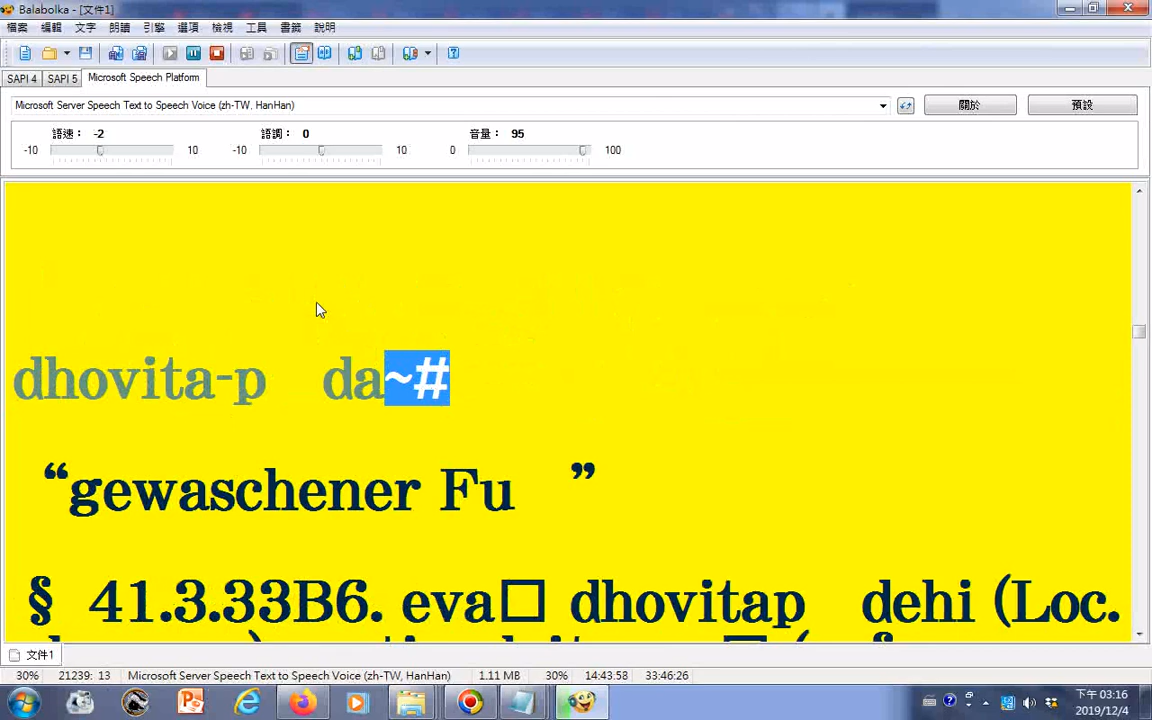 Balabolka - [文件1]
檔案 編輯 文字 朗讀 引擎 選項 檢視 工具 書籤 說明
SAPI 4 SAPI 5 Microsoft Speech Platform
Microsoft Server Speech Text to Speech Voice (zh-TW, HanHan) 關於 預設
語速： -2 語調： 0 音量： 95
-10 10 -10 10 0 100
dhovita-p da~#
“gewaschener Fu ”
§ 41.3.33B6. eva□ dhovitap dehi (Loc.
文件1
30% 21239: 13 Microsoft Server Speech Text to Speech Voice (zh-TW, HanHan) 1.11 MB 30% 14:43:58 33:46:26
下午 03:16
2019/12/4